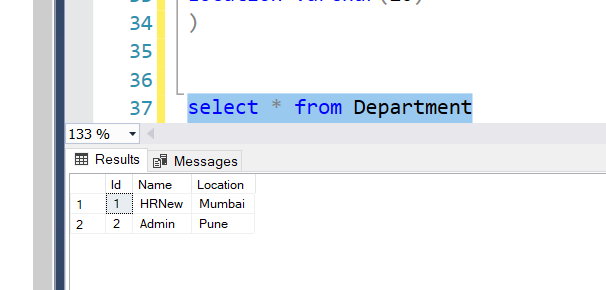 34 )
35
36
37 select * from Department
133 %
Results Messages
Id Name Location
1 1 HRNew Mumbai
2 2 Admin Pune